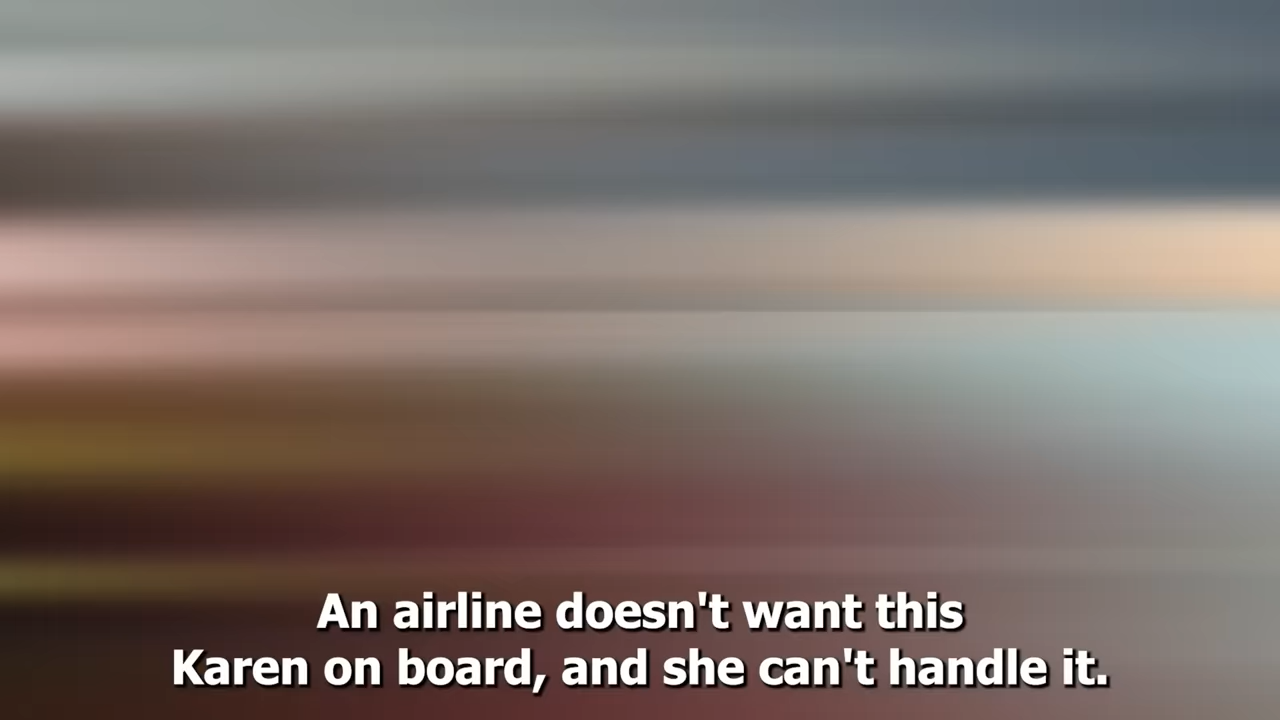 An airline doesn't want this
Karen on board, and she can't handle it.